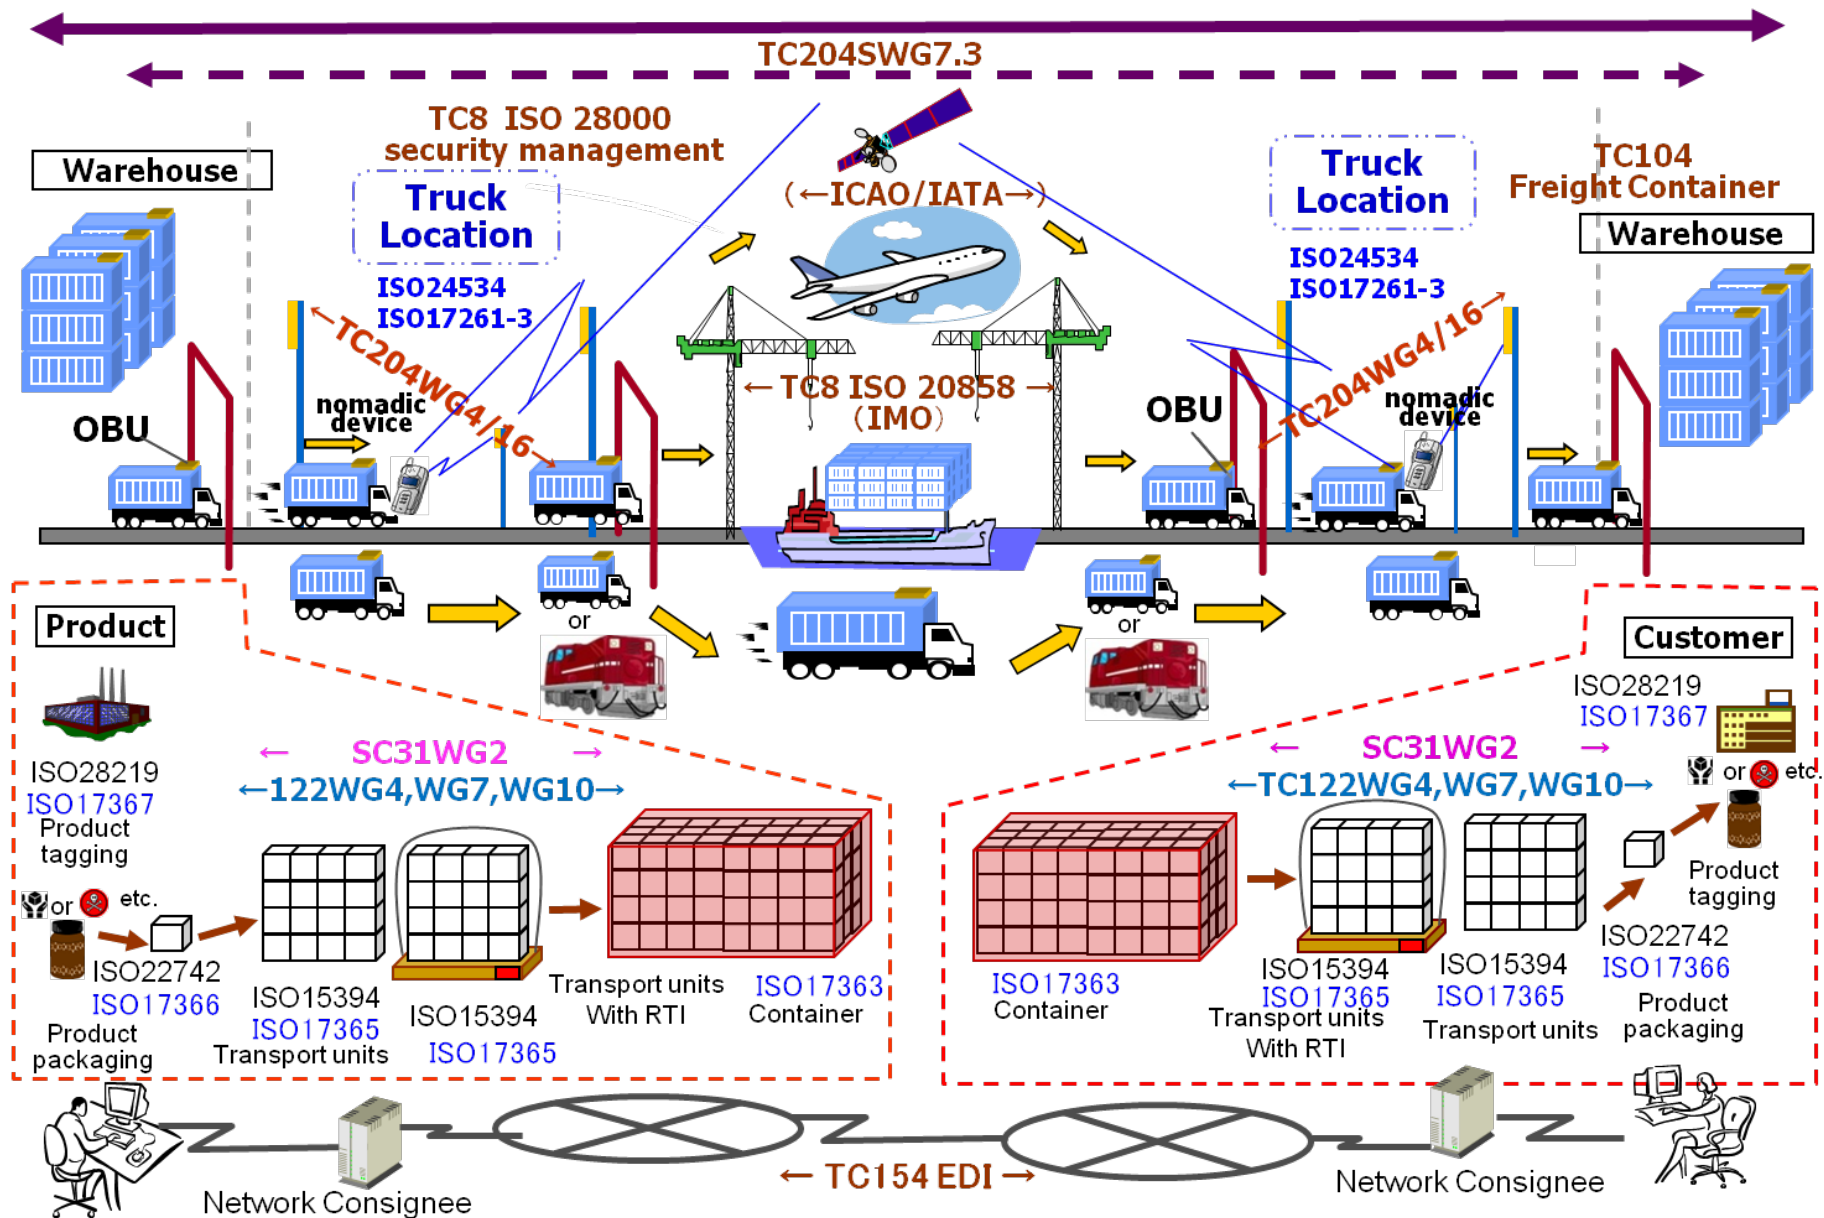 TC204SWG7.3
TC8 ISO 28000
security management
Warehouse
Truck
Location
ISO24534
ISO17261-3
(←ICAO/IATA→)
Truck
Location
ISO24534
ISO17261-3
TC104
Freight Container
Warehouse
←TC204WG4/16→
nomadic
device
OBU
←TC8 ISO 20858→
(IMO)
OBU
←TC204WG4/16→
nomadic
device
or
or
Product
ISO28219
ISO17367
Product
tagging
or
etc.
ISO22742
ISO17366
Product
packaging
← SC31WG2 →
←122WG4,WG7,WG10→
ISO15394
ISO17365
Transport units
ISO15394
ISO17365
Transport units
With RTI
ISO17363
Container
Customer
ISO28219
ISO17367
← SC31WG2 →
←TC122WG4,WG7,WG10→
or
etc.
Product
tagging
ISO17363
Container
ISO15394
ISO17365
Transport units
With RTI
ISO15394
ISO17365
Transport units
ISO22742
ISO17366
Product
packaging
Network Consignee
← TC154 EDI →
Network Consignee